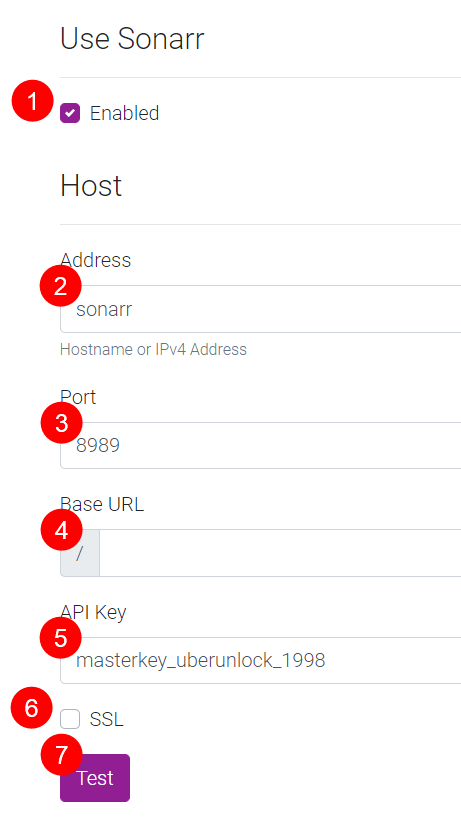 Use Sonarr
1 Enabled
Host
Address
2 sonarr
Hostname or IPv4 Address
Port
3 8989
Base URL
4 /
API Key
5 masterkey_uberunlock_1998
6 SSL
7 Test